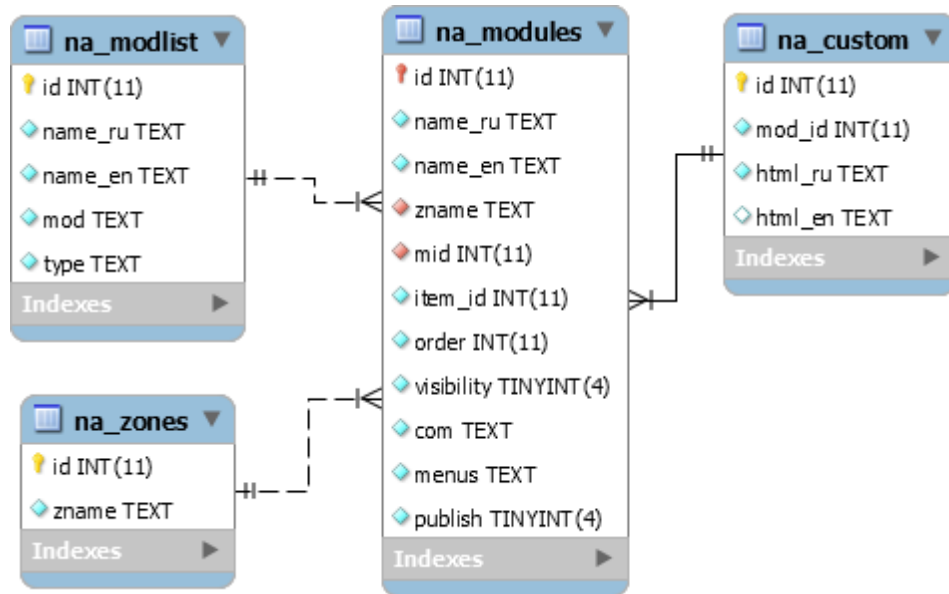 na_modlist
id INT(11)
name_ru TEXT
name_en TEXT
mod TEXT
type TEXT
Indexes
na_zones
id INT(11)
zname TEXT
Indexes
na_modules
id INT(11)
name_ru TEXT
name_en TEXT
zname TEXT
mid INT(11)
item_id INT(11)
order INT(11)
visibility TINYINT(4)
com TEXT
menus TEXT
publish TINYINT(4)
Indexes
na_custom
id INT(11)
mod_id INT(11)
html_ru TEXT
html_en TEXT
Indexes